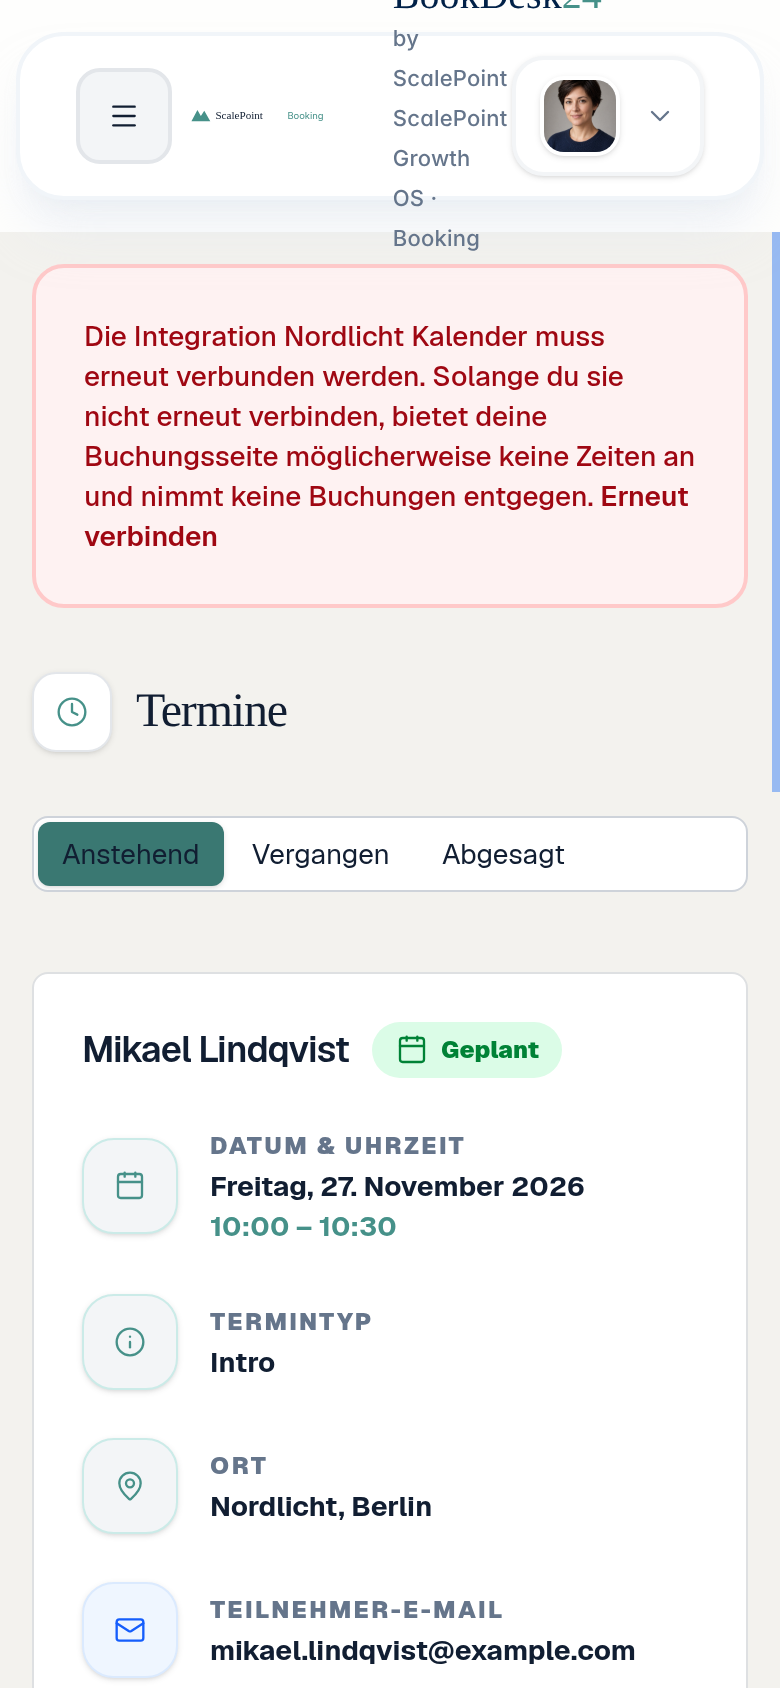 BookDesk24
by
ScalePoint
ScalePoint
Growth
OS ·
Booking
ScalePoint
Booking
Die Integration Nordlicht Kalender muss
erneut verbunden werden. Solange du sie
nicht erneut verbinden, bietet deine
Buchungsseite möglicherweise keine Zeiten an
und nimmt keine Buchungen entgegen. Erneut
verbinden
Termine
Anstehend Vergangen Abgesagt
Mikael Lindqvist Geplant
DATUM & UHRZEIT
Freitag, 27. November 2026
10:00 – 10:30
TERMINTYP
Intro
ORT
Nordlicht, Berlin
TEILNEHMER-E-MAIL
mikael.lindqvist@example.com